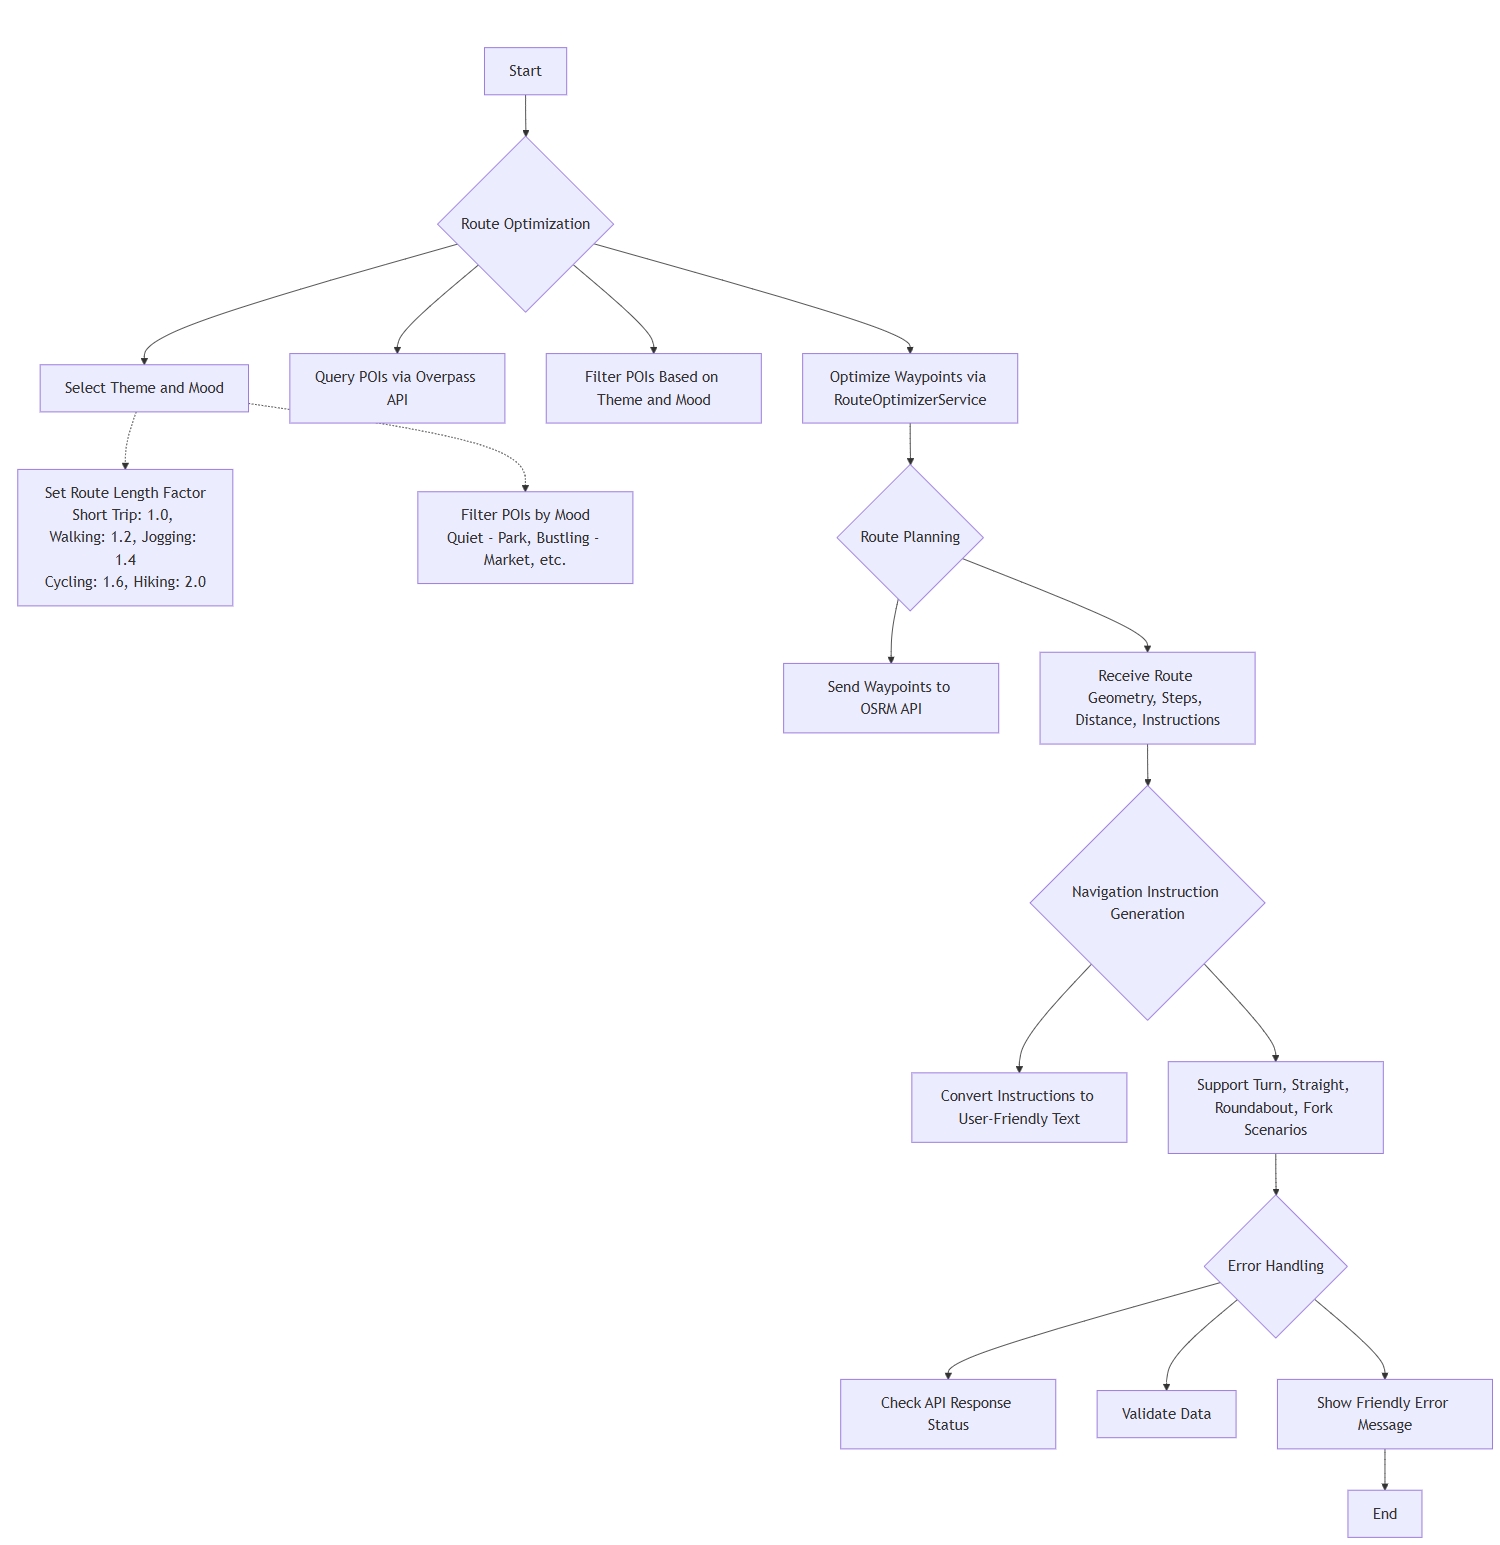 Start
Route Optimization
Select Theme and Mood
Query POIs via Overpass
API
Filter POIs Based on
Theme and Mood
Optimize Waypoints via
RouteOptimizerService
Set Route Length Factor
Short Trip: 1.0,
Walking: 1.2, Jogging:
1.4
Cycling: 1.6, Hiking: 2.0
Filter POIs by Mood
Quiet - Park, Bustling -
Market, etc.
Route Planning
Send Waypoints to
OSRM API
Receive Route
Geometry, Steps,
Distance, Instructions
Navigation Instruction
Generation
Convert Instructions to
User-Friendly Text
Support Turn, Straight,
Roundabout, Fork
Scenarios
Error Handling
Check API Response
Status
Validate Data
Show Friendly Error
Message
End